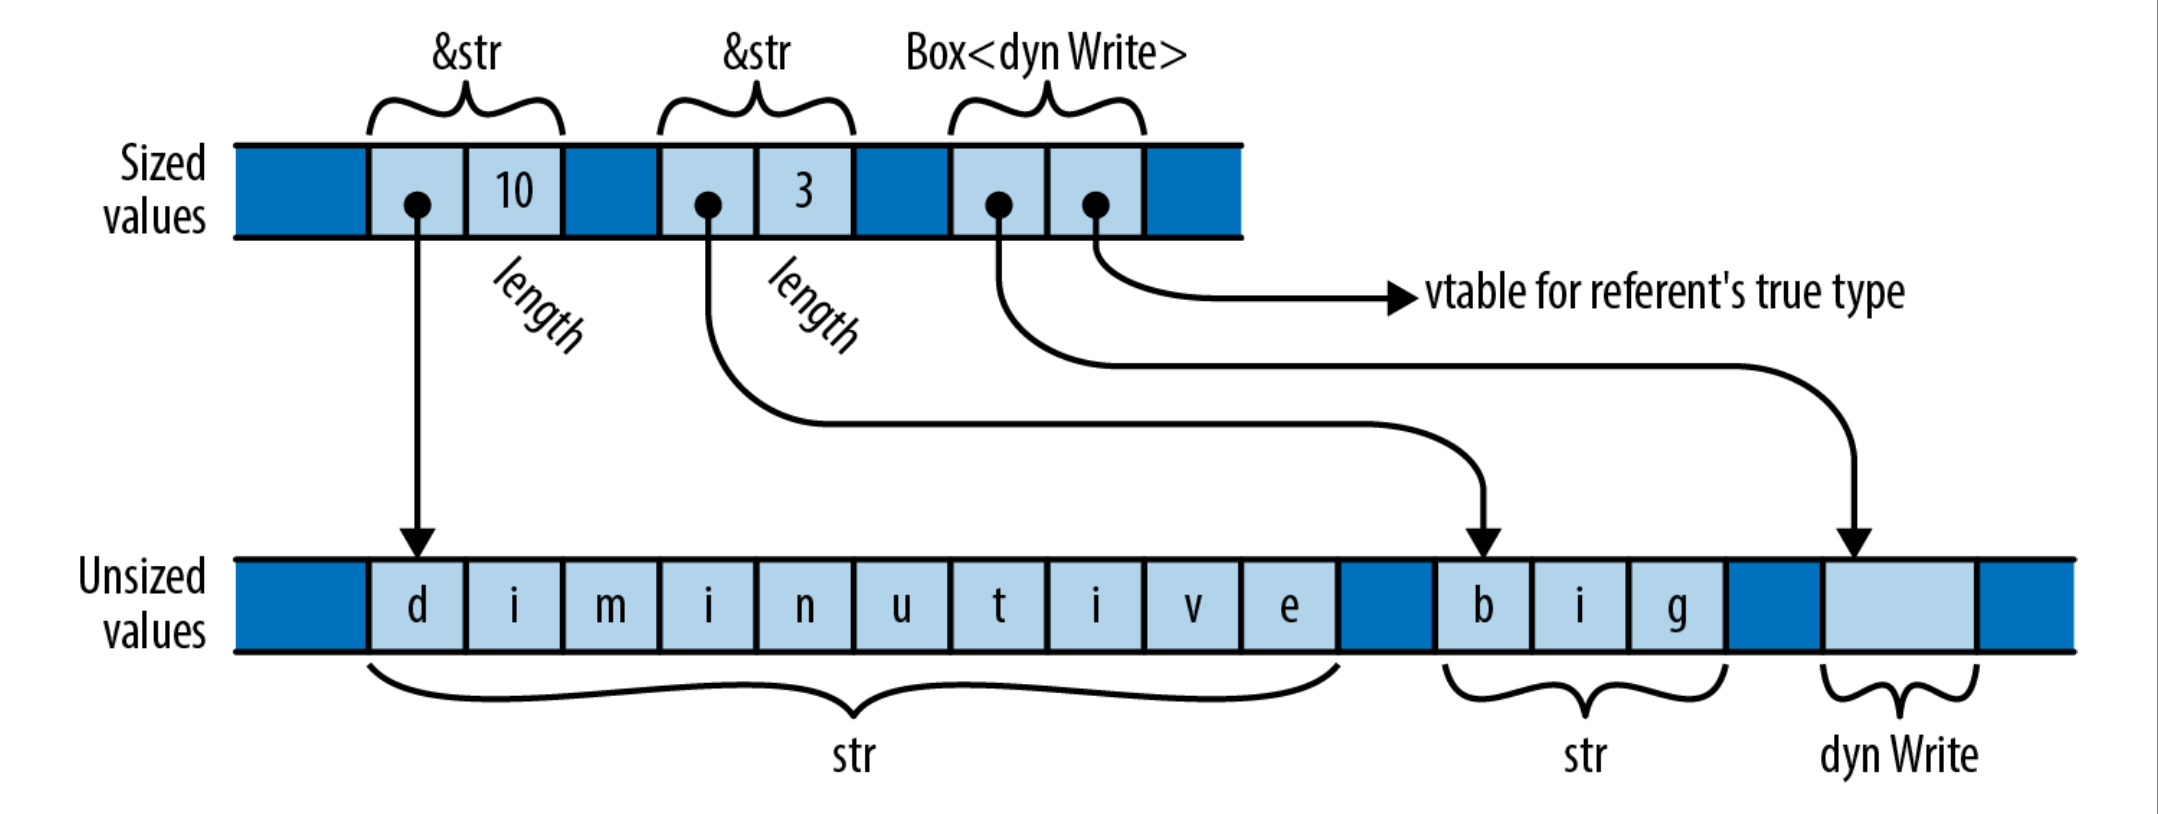 &str
&str
Box<dyn Write>
Sized
values
10
3
length
length
vtable for referent's true type
Unsized
values
d i m i n u t i v e
b i g
str
str
dyn Write